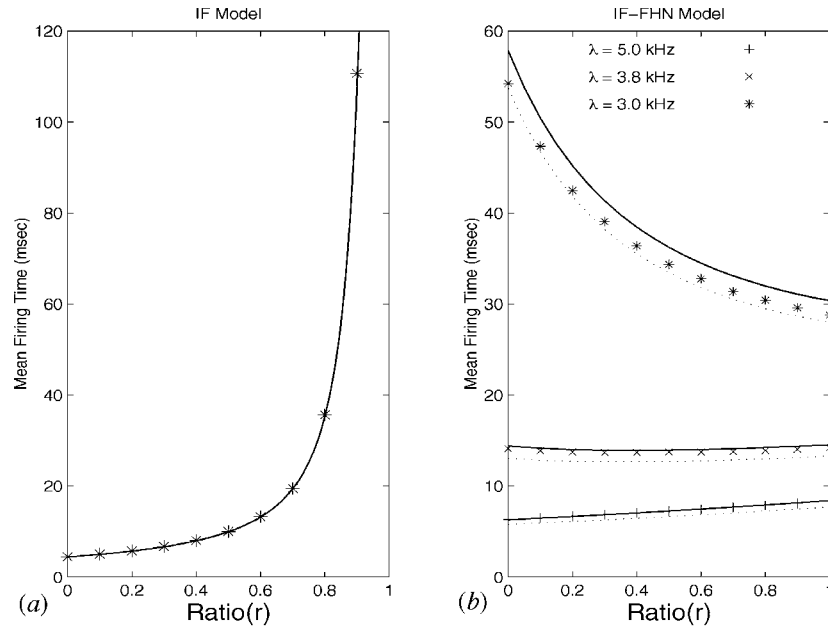 IF Model
120
100
80
60
40
20
0
0 0.2 0.4 0.6 0.8 1
Mean Firing Time (msec)
Ratio(r)
(a)
IF-FHN Model
λ = 5.0 kHz
λ = 3.8 kHz
λ = 3.0 kHz
60
50
40
30
20
10
0
0 0.2 0.4 0.6 0.8 1
Mean Firing Time (msec)
Ratio(r)
(b)